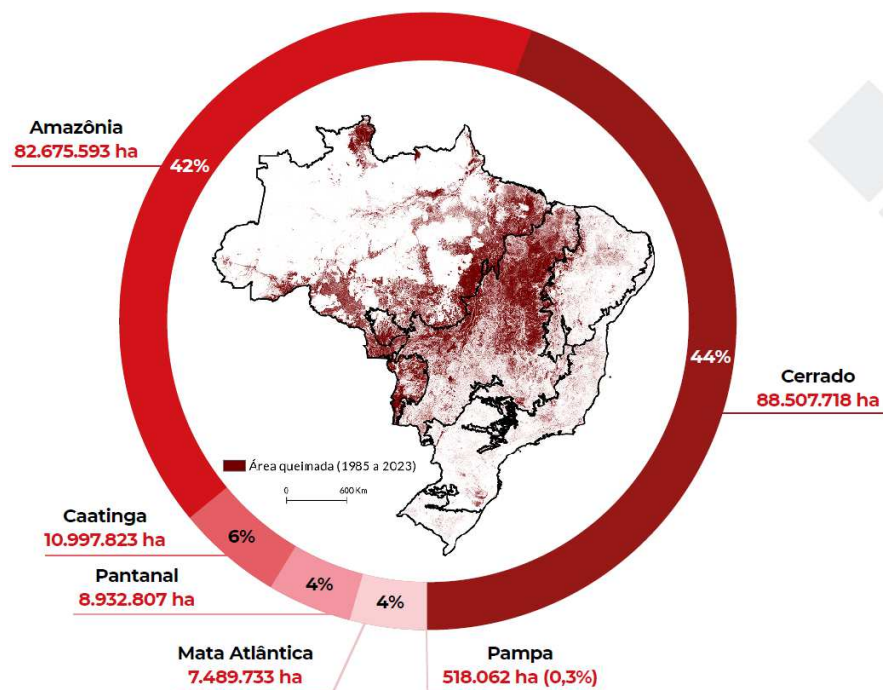 Amazônia
82.675.593 ha
42%
44%
Cerrado
88.507.718 ha
Área queimada (1985 a 2023)
0 600 Km
Caatinga
10.997.823 ha
6%
Pantanal
8.932.807 ha
4%
4%
Mata Atlântica
7.489.733 ha
Pampa
518.062 ha (0,3%)